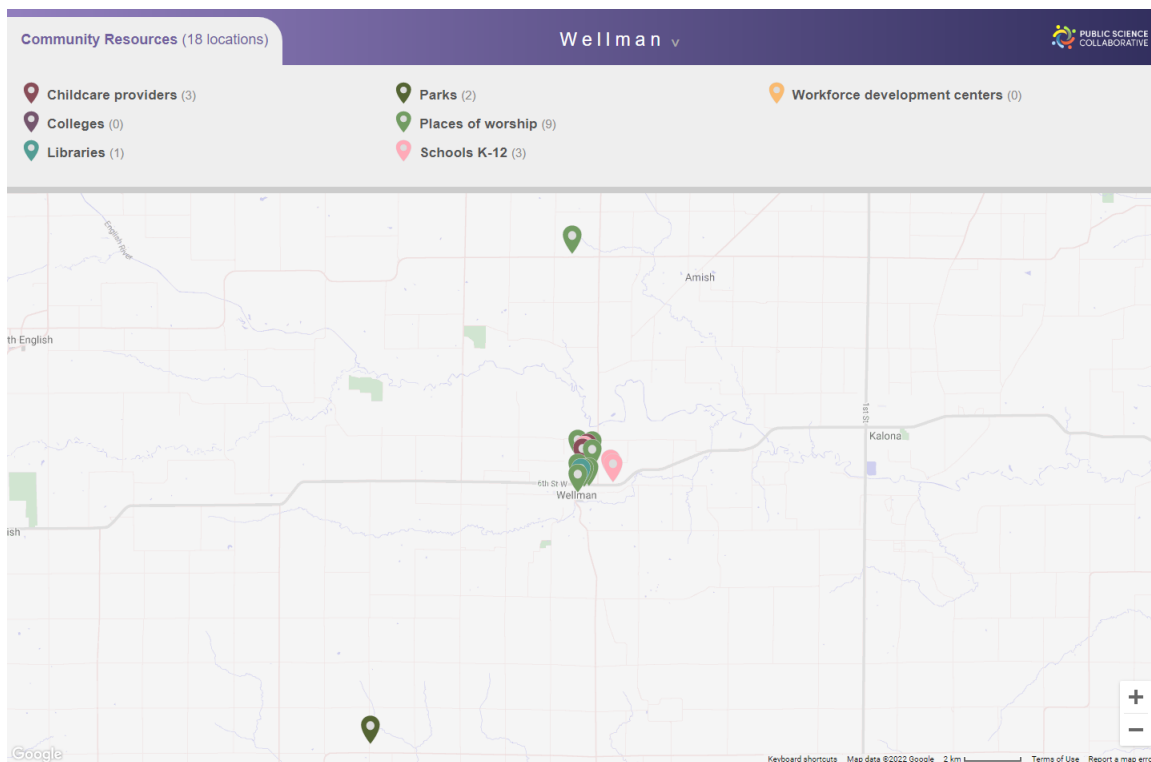 Community Resources (18 locations)
Wellman v
PUBLIC SCIENCE
COLLABORATIVE
Childcare providers (3)
Parks (2)
Workforce development centers (0)
Colleges (0)
Places of worship (9)
Libraries (1)
Schools K-12 (3)
English River
Amish
th English
1st St
Kalona
6th St W
Wellman
ish
Google
Keyboard shortcuts Map data ©2022 Google 2 km Terms of Use Report a map erro